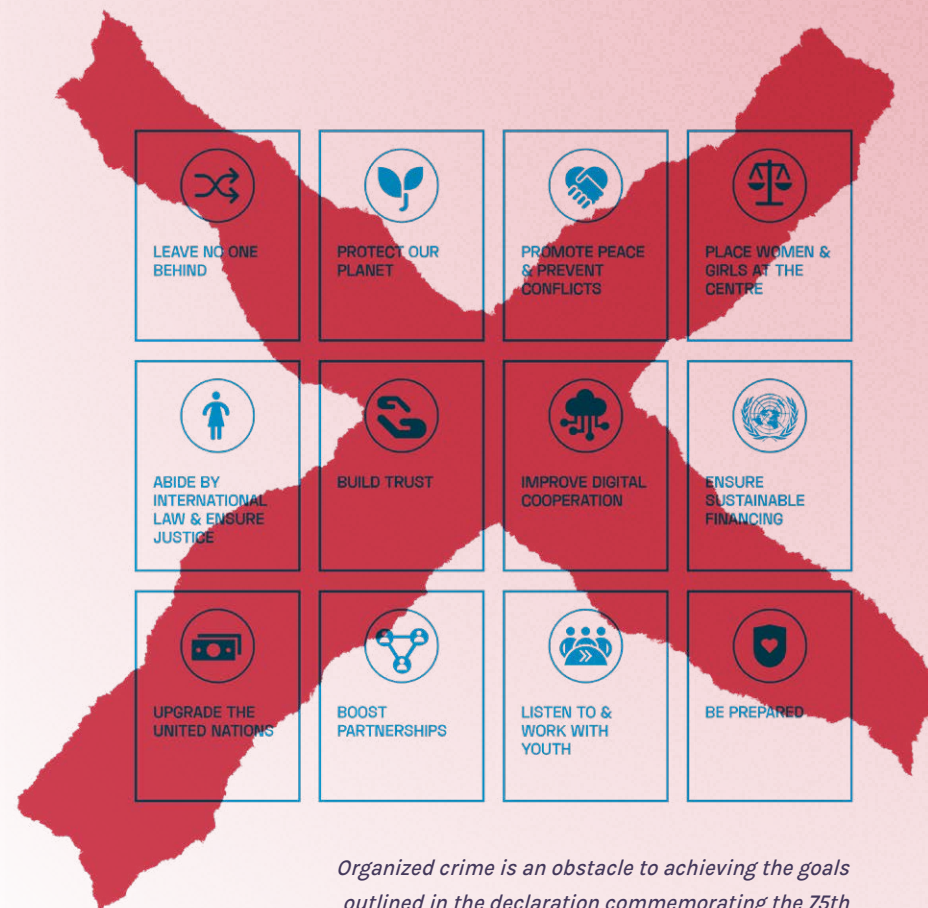 LEAVE NO ONE
BEHIND
PROTECT OUR
PLANET
PROMOTE PEACE
& PREVENT
CONFLICTS
PLACE WOMEN &
GIRLS AT THE
CENTRE
ABIDE BY
INTERNATIONAL
LAW & ENSURE
JUSTICE
BUILD TRUST
IMPROVE DIGITAL
COOPERATION
ENSURE
SUSTAINABLE
FINANCING
UPGRADE THE
UNITED NATIONS
BOOST
PARTNERSHIPS
LISTEN TO &
WORK WITH
YOUTH
BE PREPARED
Organized crime is an obstacle to achieving the goals
outlined in the declaration commemorating the 75th